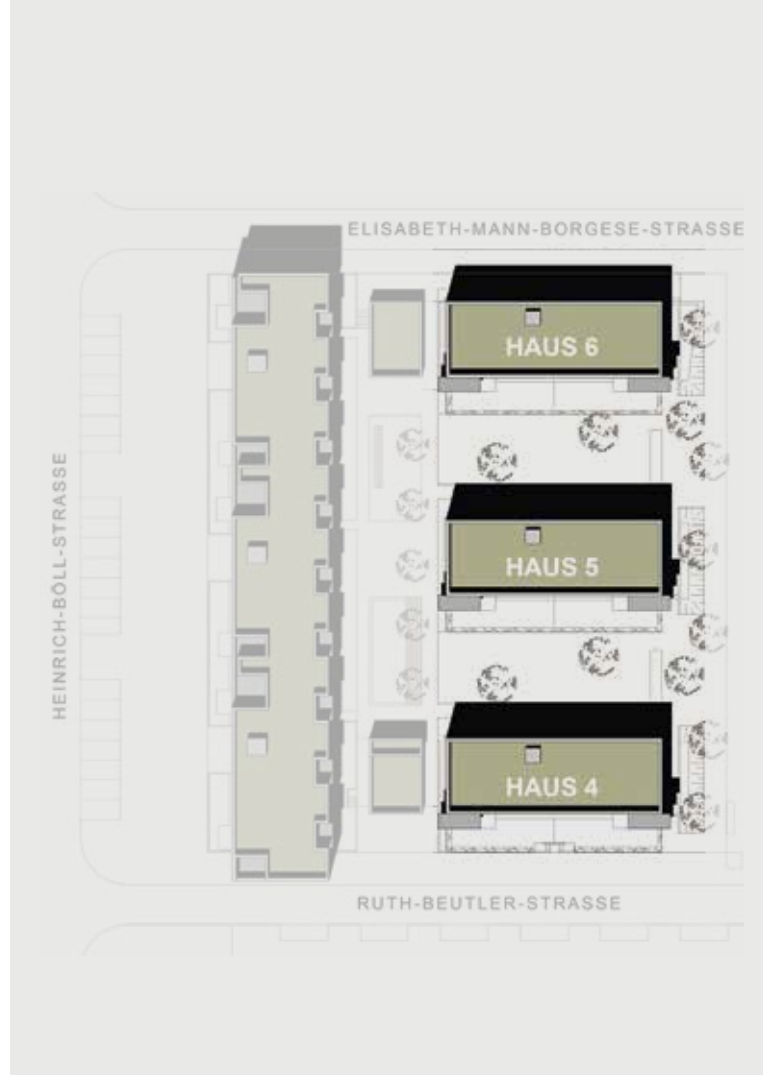 ELISABETH-MANN-BORGESE-STRASSE
HAUS 6
HEINRICH-BÖLL-STRASSE
HAUS 5
HAUS 4
RUTH-BEUTLER-STRASSE